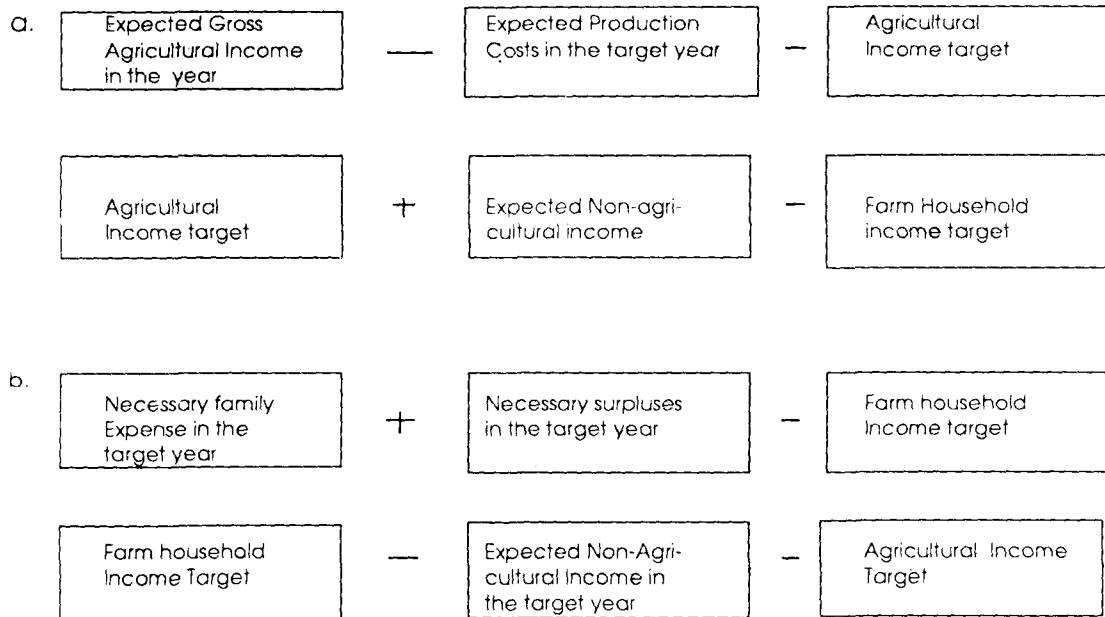 a.
Expected Gross
Agricultural Income
in the year
—
Expected Production
Costs in the target year
-
Agricultural
Income target
Agricultural
Income target
+
Expected Non-agri-
cultural income
-
Farm Household
income target
b.
Necessary family
Expense in the
target year
+
Necessary surpluses
in the target year
-
Farm household
Income target
Farm household
Income Target
—
Expected Non-Agri-
cultural Income in
the target year
-
Agricultural Income
Target